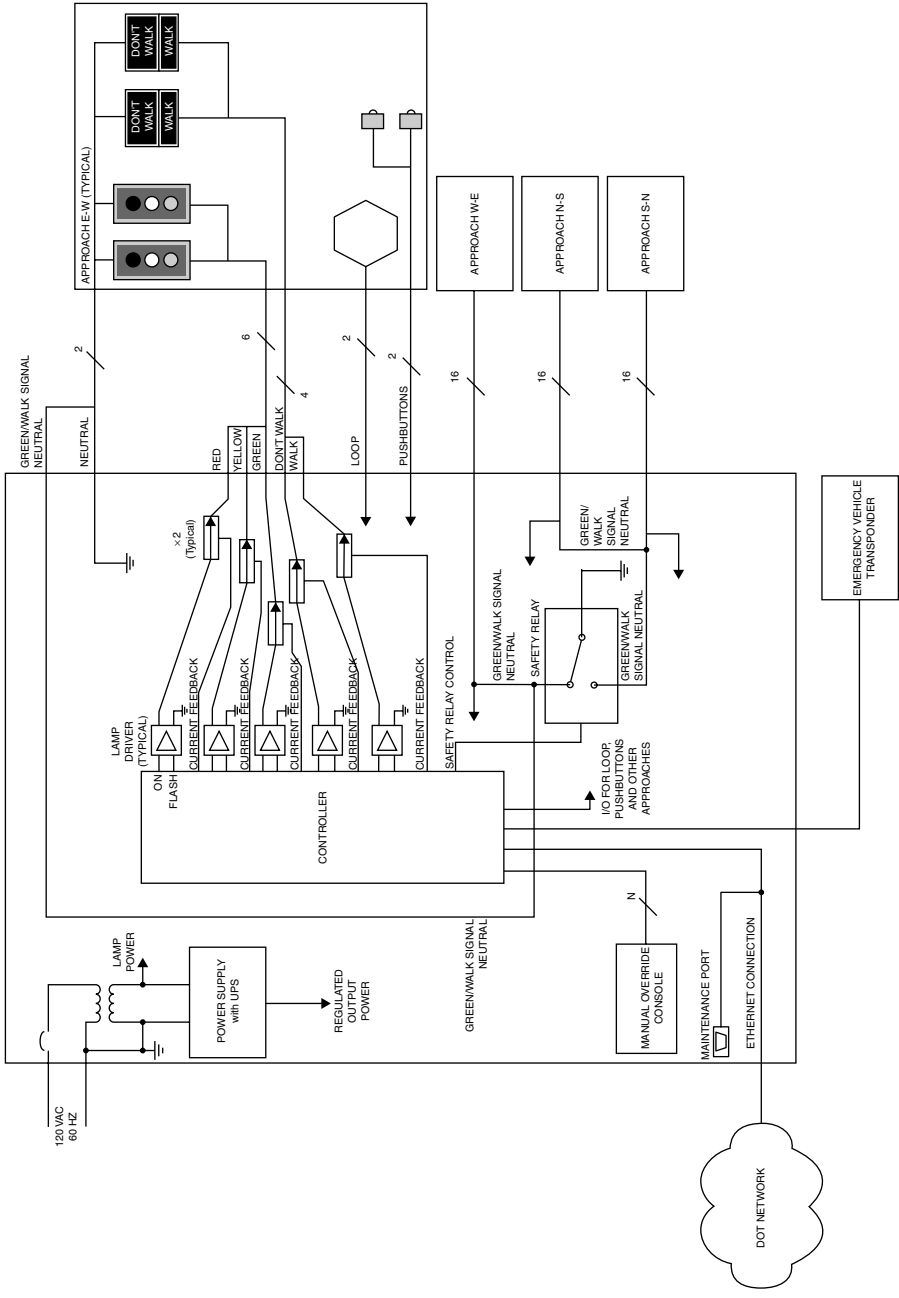 120 VAC
60 HZ
LAMP
POWER
POWER SUPPLY
with UPS
REGULATED
OUTPUT
POWER
GREEN/WALK SIGNAL
NEUTRAL
MANUAL OVERRIDE
CONSOLE
N
MAINTENANCE PORT
ETHERNET CONNECTION
DOT NETWORK
CONTROLLER
ON
FLASH
LAMP
DRIVER
(TYPICAL)
CURRENT FEEDBACK
CURRENT FEEDBACK
CURRENT FEEDBACK
CURRENT FEEDBACK
CURRENT FEEDBACK
SAFETY RELAY CONTROL
I/O FOR LOOP,
PUSHBUTTONS
AND OTHER
APPROACHES
×2
(Typical)
GREEN/WALK SIGNAL
NEUTRAL
SAFETY RELAY
GREEN/WALK
SIGNAL NEUTRAL
GREEN/
WALK
SIGNAL
NEUTRAL
GREEN/WALK SIGNAL
NEUTRAL
NEUTRAL
RED
YELLOW
GREEN
DON'T WALK
WALK
LOOP
PUSHBUTTONS
2
6
4
2
2
16
16
16
APPROACH E-W (TYPICAL)
DON'T
WALK
WALK
DON'T
WALK
WALK
APPROACH W-E
APPROACH N-S
APPROACH S-N
EMERGENCY VEHICLE
TRANSPONDER